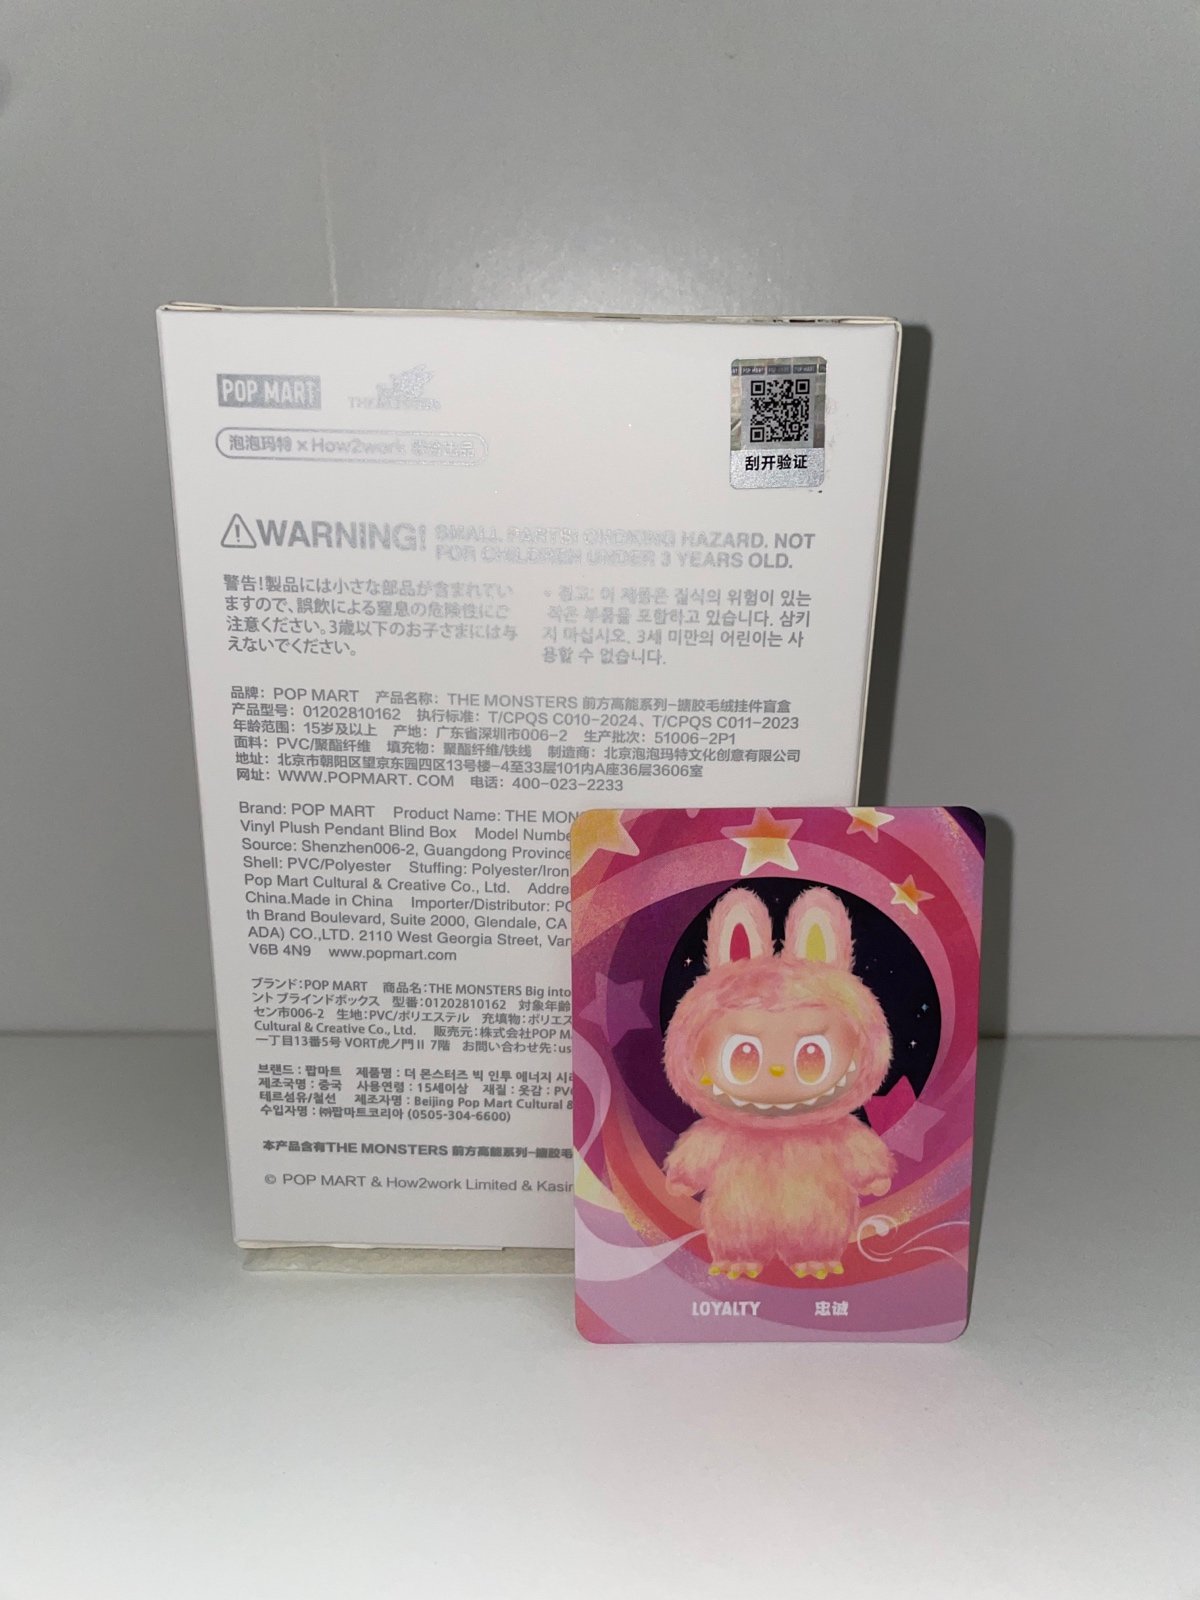 POP MART
THE MONSTERS
泡泡玛特 × How2work 联合出品
POP MART
刮开验证
WARNING! SMALL PARTS! CHOKING HAZARD. NOT
FOR CHILDREN UNDER 3 YEARS OLD.
警告!製品には小さな部品が含まれてい
ますので、誤飲による窒息の危険性にご
注意ください。3歳以下のお子さまには与
えないでください。
경고: 이 제품은 질식의 위험이 있는
작은 부품을 포함하고 있습니다. 삼키
지 마십시오. 3세 미만의 어린이는 사
용할 수 없습니다.
品牌：POP MART 产品名称：THE MONSTERS 前方高能系列-搪胶毛绒挂件盲盒
产品型号：01202810162 执行标准：T/CPQS C010-2024、T/CPQS C011-2023
年龄范围：15岁及以上 产地：广东省深圳市006-2 生产批次：51006-2P1
面料：PVC/聚酯纤维 填充物：聚酯纤维/铁线 制造商：北京泡泡玛特文化创意有限公司
地址：北京市朝阳区望京东园四区13号楼-4至33层101内A座36层3606室
网址：WWW.POPMART.COM 电话：400-023-2233
Brand: POP MART Product Name: THE MON
Vinyl Plush Pendant Blind Box Model Numbe
Source: Shenzhen006-2, Guangdong Province
Shell: PVC/Polyester Stuffing: Polyester/Iron
Pop Mart Cultural & Creative Co., Ltd. Addre
China.Made in China Importer/Distributor: PO
th Brand Boulevard, Suite 2000, Glendale, CA
ADA) CO.,LTD. 2110 West Georgia Street, Van
V6B 4N9 www.popmart.com
ブランド：POP MART 商品名：THE MONSTERS Big into
ント ブラインドボックス 型番：01202810162 対象年齢
セン市006-2 生地：PVC/ポリエステル 充填物：ポリエス
Cultural & Creative Co., Ltd. 販売元：株式会社POP M
一丁目13番5号 VORT虎ノ門Ⅱ 7階 お問い合わせ先：us
브랜드 : 팝마트 제품명 : 더 몬스터즈 빅 인투 에너지 시리
제조국명 : 중국 사용연령 : 15세이상 재질 : 옷감 : PV
테르섬유/철선 제조자명 : Beijing Pop Mart Cultural &
수입자명 : ㈜팝마트코리아 (0505-304-6600)
本产品含有THE MONSTERS 前方高能系列-搪胶毛
© POP MART & How2work Limited & Kasin
LOYALTY 忠诚